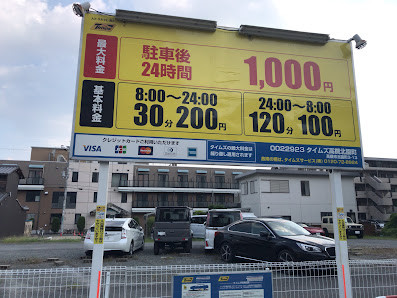 Times
最大料金
駐車後
24時間
1,000円
基本料金
8:00～24:00
30分200円
24:00～8:00
120分100円
クレジットカードご利用いただけます
VISA
JCB
タイムズの最大料金は
繰り返し適用されます
0022923 タイムズ高槻北園町